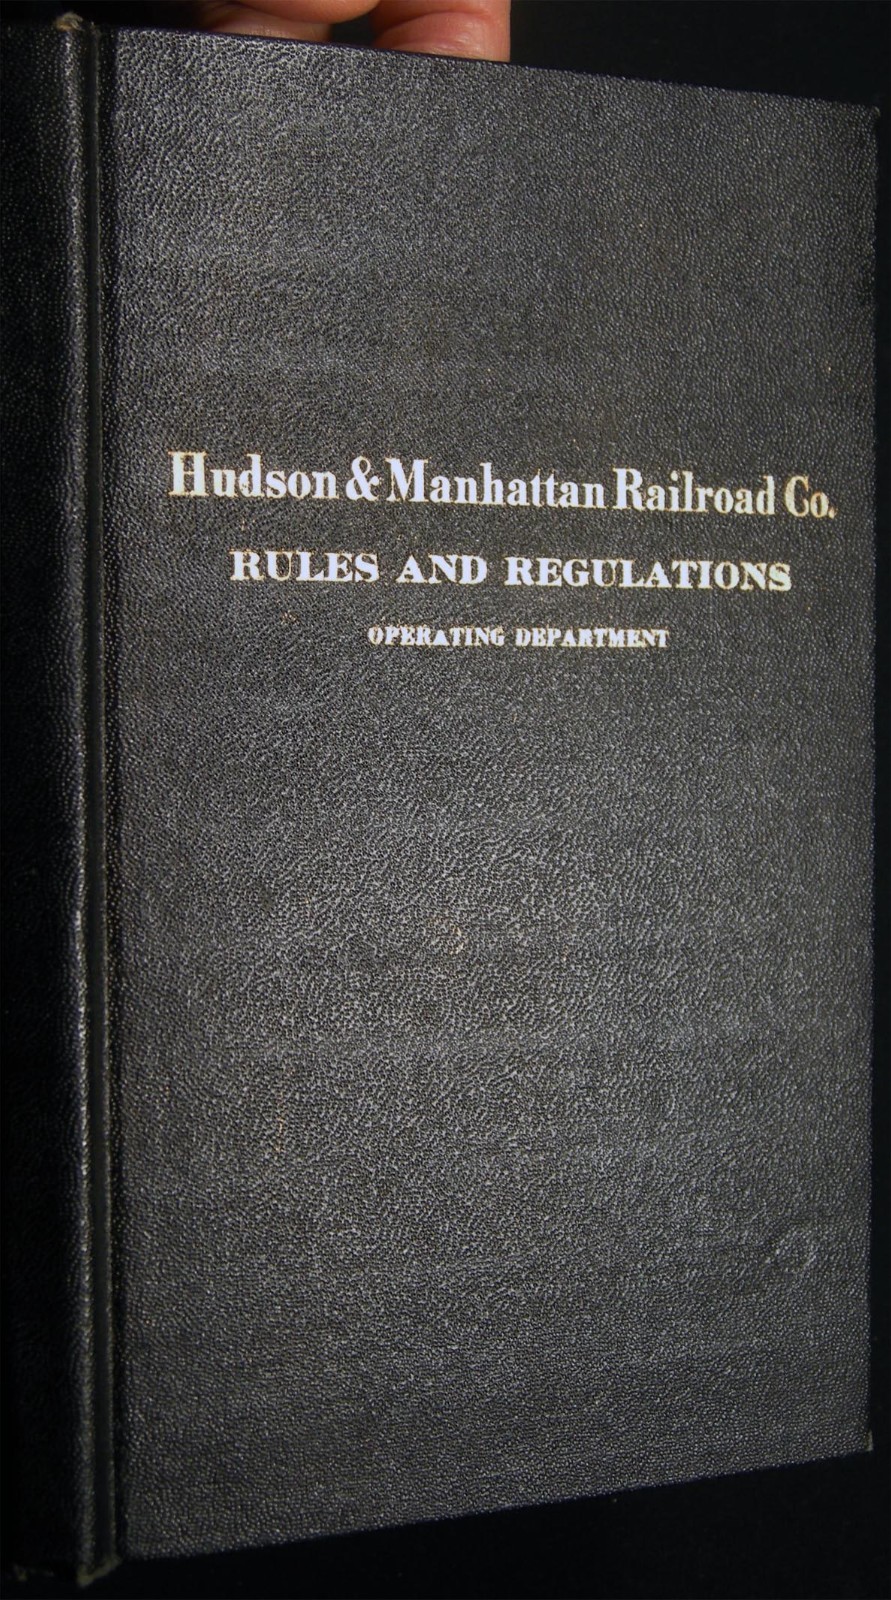 Hudson & Manhattan Railroad Co.
RULES AND REGULATIONS
OPERATING DEPARTMENT